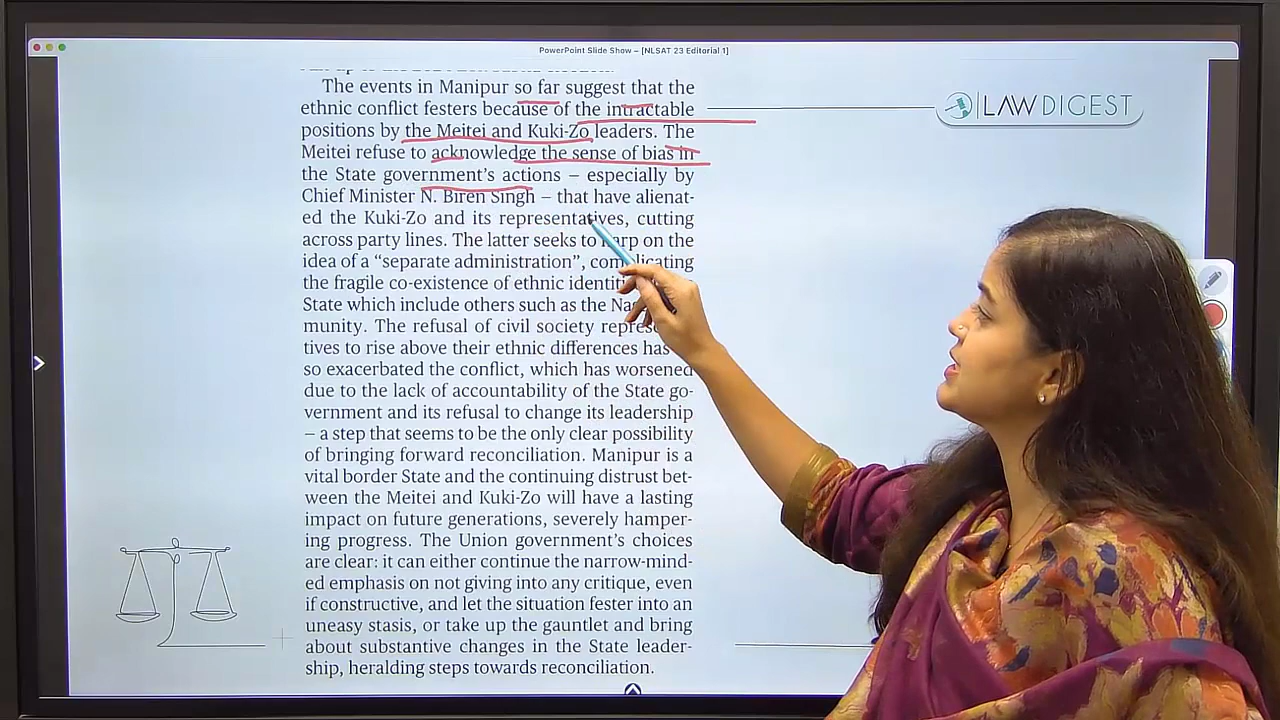 PowerPoint Slide Show – [NLSAT 23 Editorial 1]
The events in Manipur so far suggest that the
ethnic conflict festers because of the intractable
positions by the Meitei and Kuki-Zo leaders. The
Meitei refuse to acknowledge the sense of bias in
the State government’s actions – especially by
Chief Minister N. Biren Singh – that have alienat-
ed the Kuki-Zo and its representatives, cutting
across party lines. The latter seeks to harp on the
idea of a “separate administration”, complicating
the fragile co-existence of ethnic
State which include others such as the
munity. The refusal of civil society
tives to rise above their ethnic differences has
so exacerbated the conflict, which has worsened
due to the lack of accountability of the State go-
vernment and its refusal to change its leadership
– a step that seems to be the only clear possibility
of bringing forward reconciliation. Manipur is a
vital border State and the continuing distrust bet-
ween the Meitei and Kuki-Zo will have a lasting
impact on future generations, severely hamper-
ing progress. The Union government’s choices
are clear: it can either continue the narrow-mind-
ed emphasis on not giving into any critique, even
if constructive, and let the situation fester into an
uneasy stasis, or take up the gauntlet and bring
about substantive changes in the State leader-
ship, heralding steps towards reconciliation.
LAW DIGEST